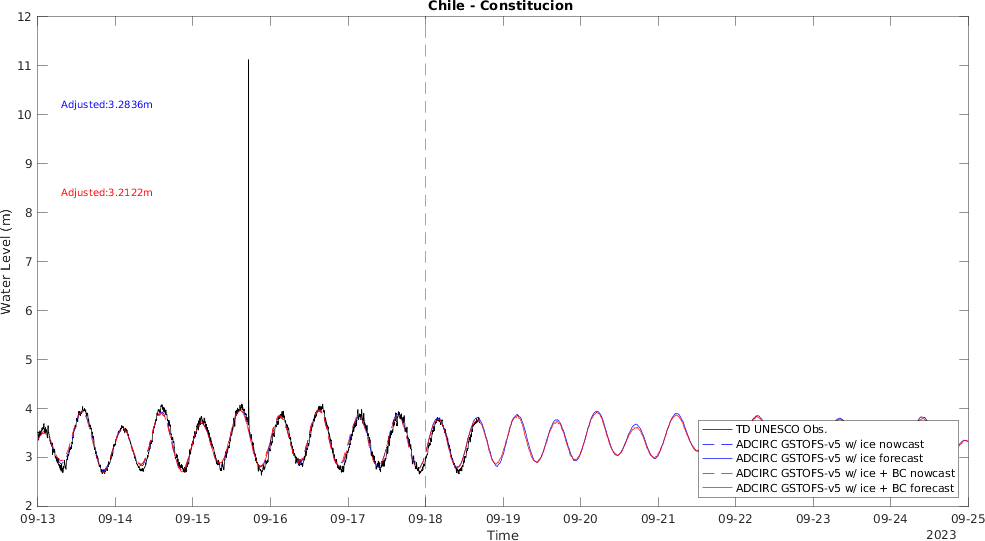 Chile - Constitucion
12
11
10
9
8
7
6
5
4
3
2
Water Level (m)
Adjusted:3.2836m
Adjusted:3.2122m
TD UNESCO Obs.
ADCIRC GSTOFS-v5 w/ ice nowcast
ADCIRC GSTOFS-v5 w/ ice forecast
ADCIRC GSTOFS-v5 w/ ice + BC nowcast
ADCIRC GSTOFS-v5 w/ ice + BC forecast
09-13 09-14 09-15 09-16 09-17 09-18 09-19 09-20 09-21 09-22 09-23 09-24 09-25
Time
2023